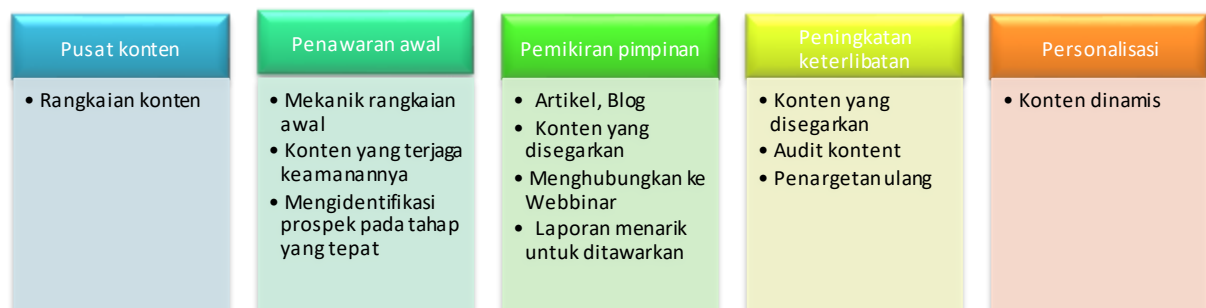 Pusat konten
• Rangkaian konten
Penawaran awal
• Mekanik rangkaian
awal
• Konten yang terjaga
keamanannya
• Mengidentifikasi
prospek pada tahap
yang tepat
Pemikiran pimpinan
• Artikel, Blog
• Konten yang
disegarkan
• Menghubungkan ke
Webbinar
• Laporan menarik
untuk ditawarkan
Peningkatan
keterlibatan
• Konten yang
disegarkan
• Audit kontent
• Penargetan ulang
Personalisasi
• Konten dinamis